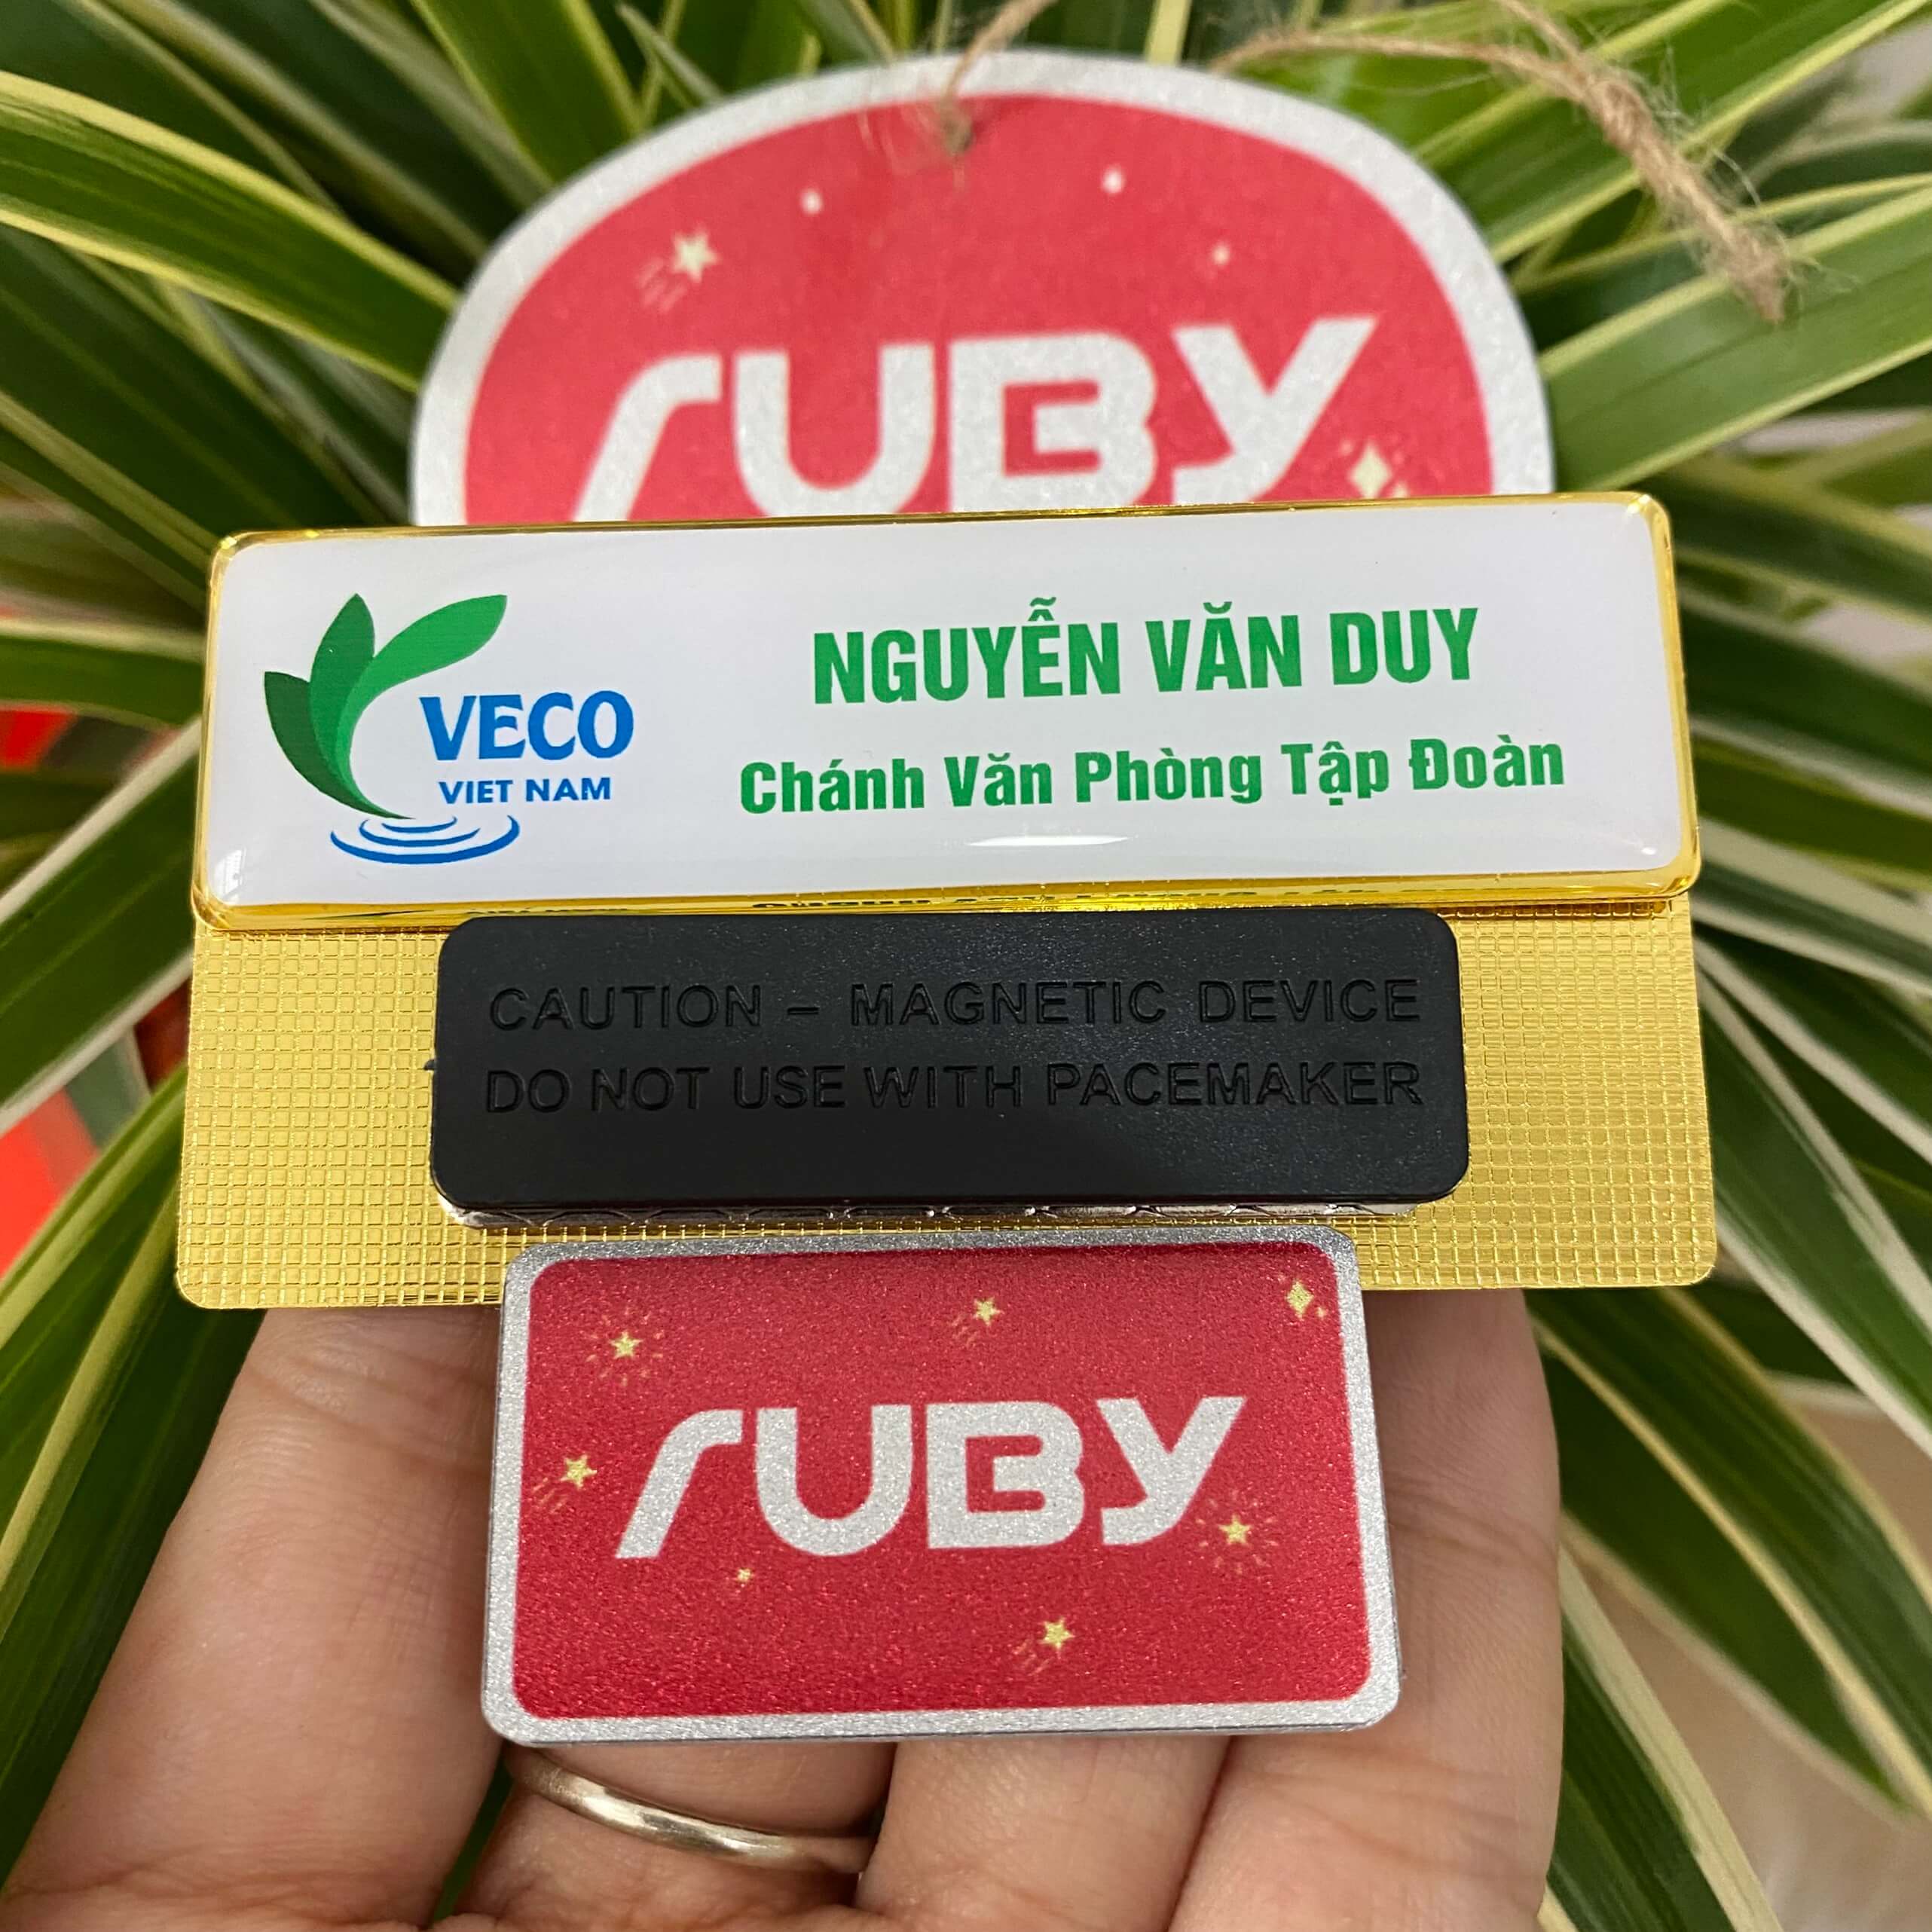 RUBY
VECO
VIET NAM
NGUYỄN VĂN DUY
Chánh Văn Phòng Tập Đoàn
CAUTION – MAGNETIC DEVICE
DO NOT USE WITH PACEMAKER
RUBY